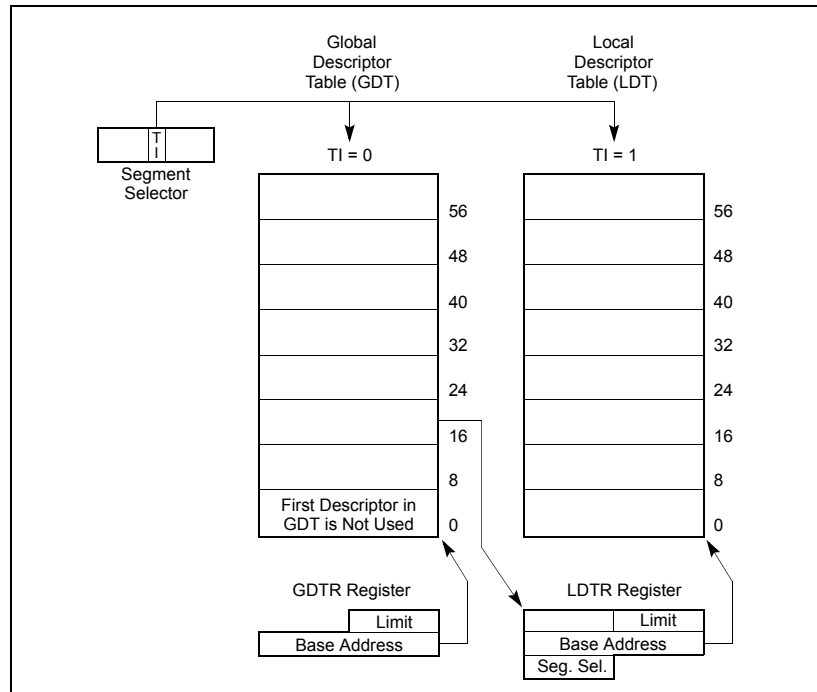 Global
Descriptor
Table (GDT)
Local
Descriptor
Table (LDT)
T
I
Segment
Selector
TI = 0
TI = 1
56
48
40
32
24
16
8
First Descriptor in
GDT is Not Used
0
56
48
40
32
24
16
8
0
GDTR Register
Limit
Base Address
LDTR Register
Limit
Base Address
Seg. Sel.